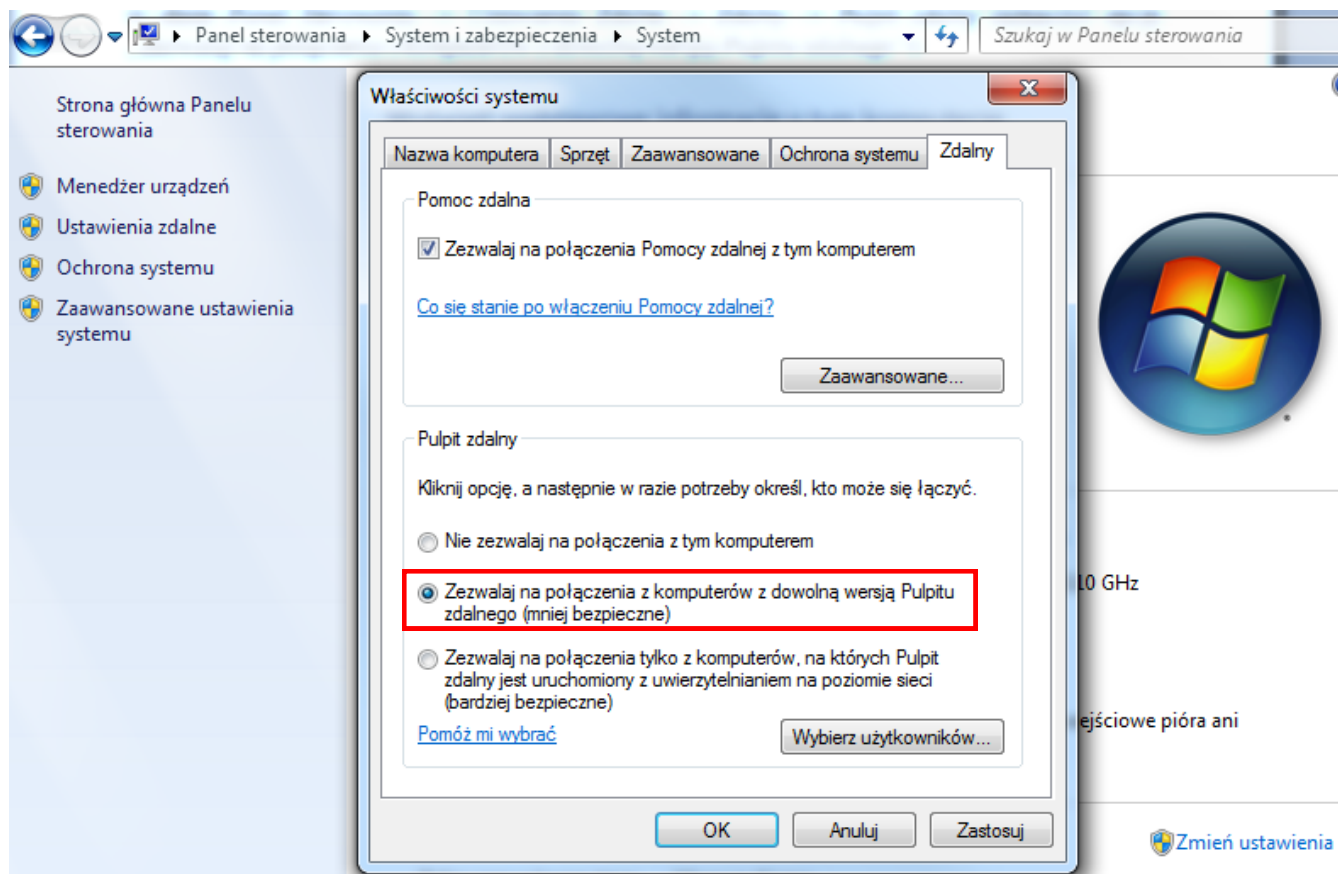 Panel sterowania ▸ System i zabezpieczenia ▸ System
Szukaj w Panelu sterowania
Strona główna Panelu
sterowania
Menedżer urządzeń
Ustawienia zdalne
Ochrona systemu
Zaawansowane ustawienia
systemu
Właściwości systemu
Nazwa komputera
Sprzęt
Zaawansowane
Ochrona systemu
Zdalny
Pomoc zdalna
Zezwalaj na połączenia Pomocy zdalnej z tym komputerem
Co się stanie po włączeniu Pomocy zdalnej?
Zaawansowane...
Pulpit zdalny
Kliknij opcję, a następnie w razie potrzeby określ, kto może się łączyć.
Nie zezwalaj na połączenia z tym komputerem
Zezwalaj na połączenia z komputerów z dowolną wersją Pulpitu
zdalnego (mniej bezpieczne)
Zezwalaj na połączenia tylko z komputerów, na których Pulpit
zdalny jest uruchomiony z uwierzytelnianiem na poziomie sieci
(bardziej bezpieczne)
Pomóż mi wybrać
Wybierz użytkowników...
OK
Anuluj
Zastosuj
10 GHz
ejściowe pióra ani
Zmień ustawienia